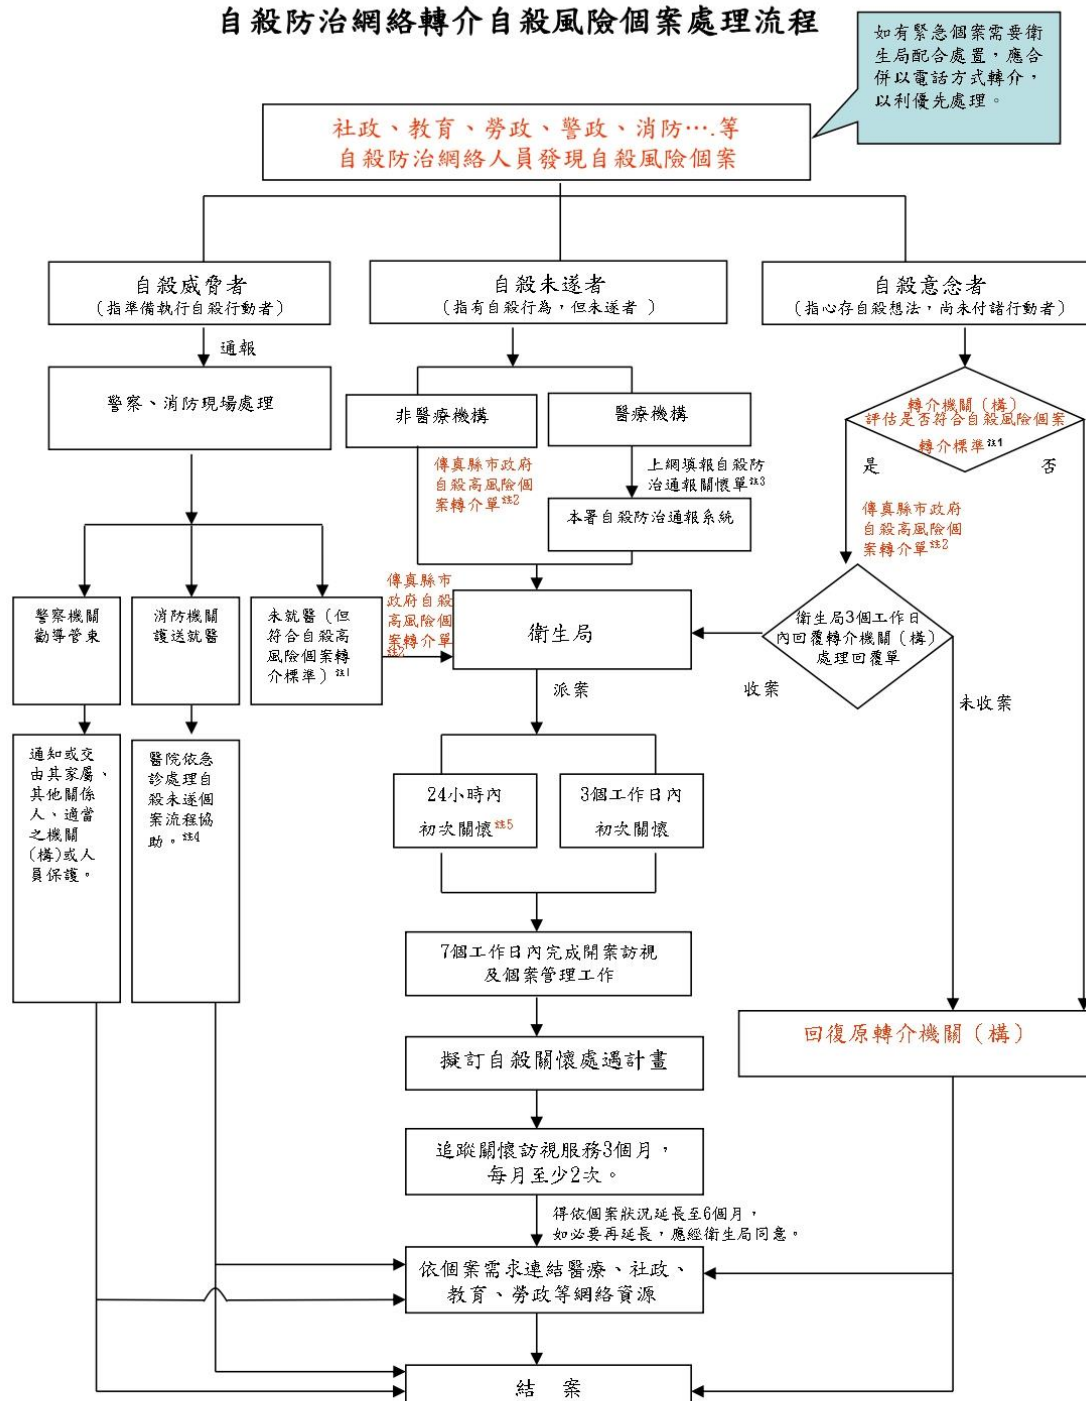 自殺防治網絡轉介自殺風險個案處理流程
如有緊急個案需要衛
生局配合處置，應合
併以電話方式轉介，
以利優先處理。
社政、教育、勞政、警政、消防….等
自殺防治網絡人員發現自殺風險個案
自殺威脅者
（指準備執行自殺行動者）
自殺未遂者
（指有自殺行為，但未遂者 ）
自殺意念者
（指心存自殺想法，尚未付諸行動者）
通報
警察、消防現場處理
非醫療機構
醫療機構
轉介機關（構）
評估是否符合自殺風險個案
轉介標準註1
是
否
傳真縣市政府
自殺高風險個
案轉介單註2
上網填報自殺防
治通報關懷單註3
本署自殺防治通報系統
傳真縣市政府
自殺高風險個
案轉介單註2
警察機關
勸導管束
消防機關
護送就醫
未就醫（但
符合自殺高
風險個案轉
介標準）註1
傳真縣市
政府自殺
高風險個
案轉介單
註2
衛生局
衛生局3個工作日
內回覆轉介機關（構）
處理回覆單
派案
收案
未收案
通知或交
由其家屬、
其他關係
人、適當
之機關
(構)或人
員保護。
醫院依急
診處理自
殺未遂個
案流程協
助。註4
24小時內
初次關懷註5
3個工作日內
初次關懷
7個工作日內完成開案訪視
及個案管理工作
回復原轉介機關（構）
擬訂自殺關懷處遇計畫
追蹤關懷訪視服務3個月，
每月至少2次。
得依個案狀況延長至6個月，
如必要再延長，應經衛生局同意。
依個案需求連結醫療、社政、
教育、勞政等網絡資源
結 案